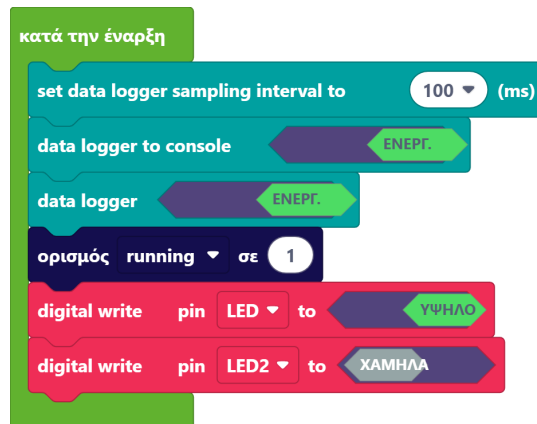 κατά την έναρξη
set data logger sampling interval to 100 (ms)
data logger to console ΕΝΕΡΓ.
data logger ΕΝΕΡΓ.
ορισμός running σε 1
digital write pin LED to ΥΨΗΛΟ
digital write pin LED2 to ΧΑΜΗΛΑ